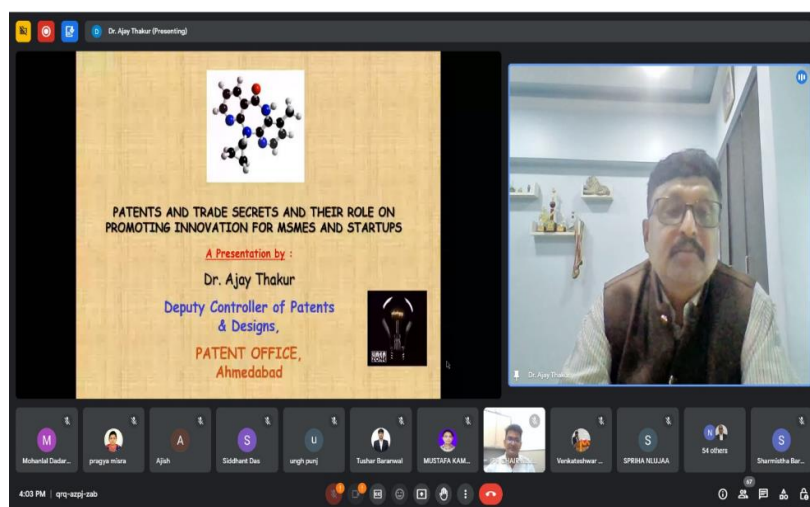 Dr. Ajay Thakur (Presenting)
PATENTS AND TRADE SECRETS AND THEIR ROLE ON
PROMOTING INNOVATION FOR MSMES AND STARTUPS
A Presentation by :
Dr. Ajay Thakur
Deputy Controller of Patents
& Designs,
PATENT OFFICE,
Ahmedabad
Dr. Ajay Thakur
M
Mohanlal Dadar...
pragya misra
A
Ajish
S
Siddhant Das
u
ungh punj
Tushar Baranwal
MUSTAFA KAM...
Venkateshwar ...
S
SPRIHA NLUJAA
N
54 others
S
Sharmistha Bar...
4:03 PM | qrq-azpj-zab
67